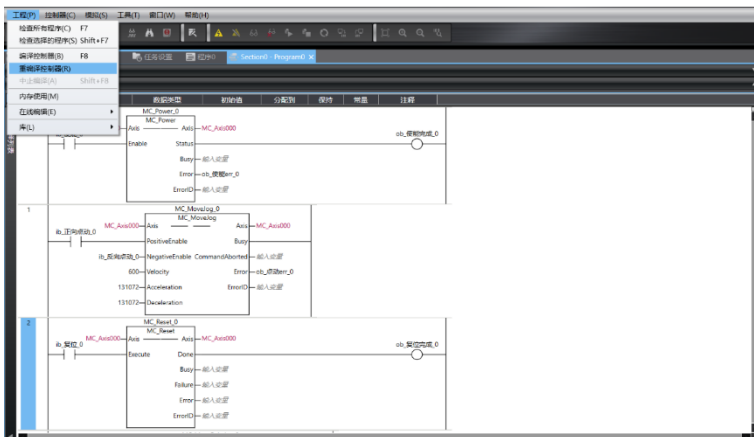 工程(P) 控制器(C) 模拟(S) 工具(T) 窗口(W) 帮助(H)
检查所有程序(C) F7
检查选择的程序(S) Shift+F7
编译控制器(B) F8
重编译控制器(R)
中止编译(A) Shift+F8
内存使用(M)
在线编辑(E)
库(L)
任务设置 程序0 Section0 - Program0
数据类型 初始值 分配到 保持 常量 注释
MC_Power_0
MC_Power
Axis Axis MC_Axis000
Enable Status ob_使能完成_0
Busy 输入变量
Error ob_使能err_0
ErrorID 输入变量
1
MC_MoveJog_0
MC_MoveJog
ib_正向点动_0 MC_Axis000 Axis Axis MC_Axis000
PositiveEnable Busy
ib_反向点动_0 NegativeEnable CommandAborted 输入变量
600 Velocity Error ob_点动err_0
131072 Acceleration ErrorID 输入变量
131072 Deceleration
2
MC_Reset_0
MC_Reset
ib_复位_0 MC_Axis000 Axis Axis MC_Axis000 ob_复位完成_0
Execute Done
Busy 输入变量
Failure 输入变量
Error 输入变量
ErrorID 输入变量